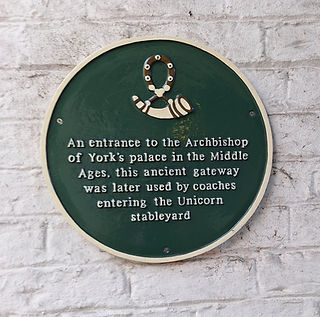 An entrance to the Archbishop
of York's palace in the Middle
Ages, this ancient gateway
was later used by coaches
entering the Unicorn
stableyard